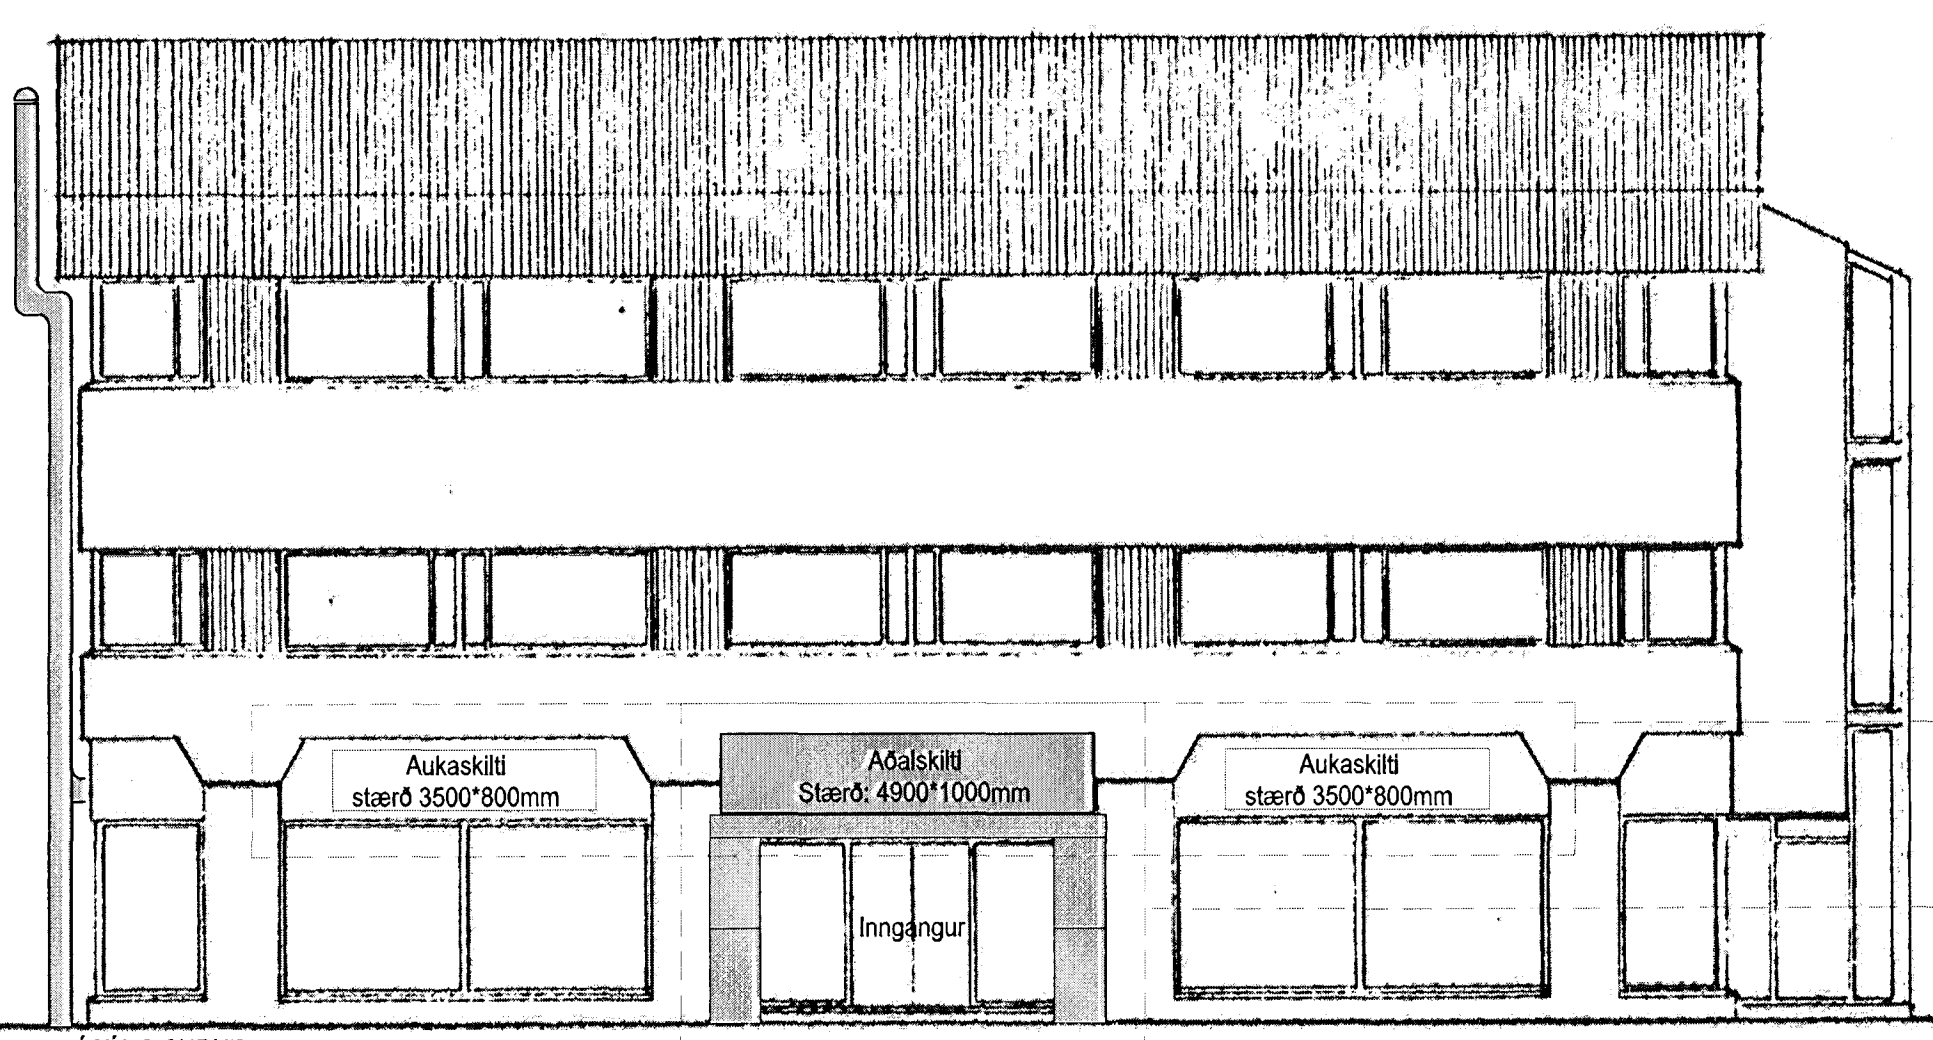 Aukaskilti
stærð 3500*800mm
Aðalskilti
Stærð: 4900*1000mm
Aukaskilti
stærð 3500*800mm
Inngangur